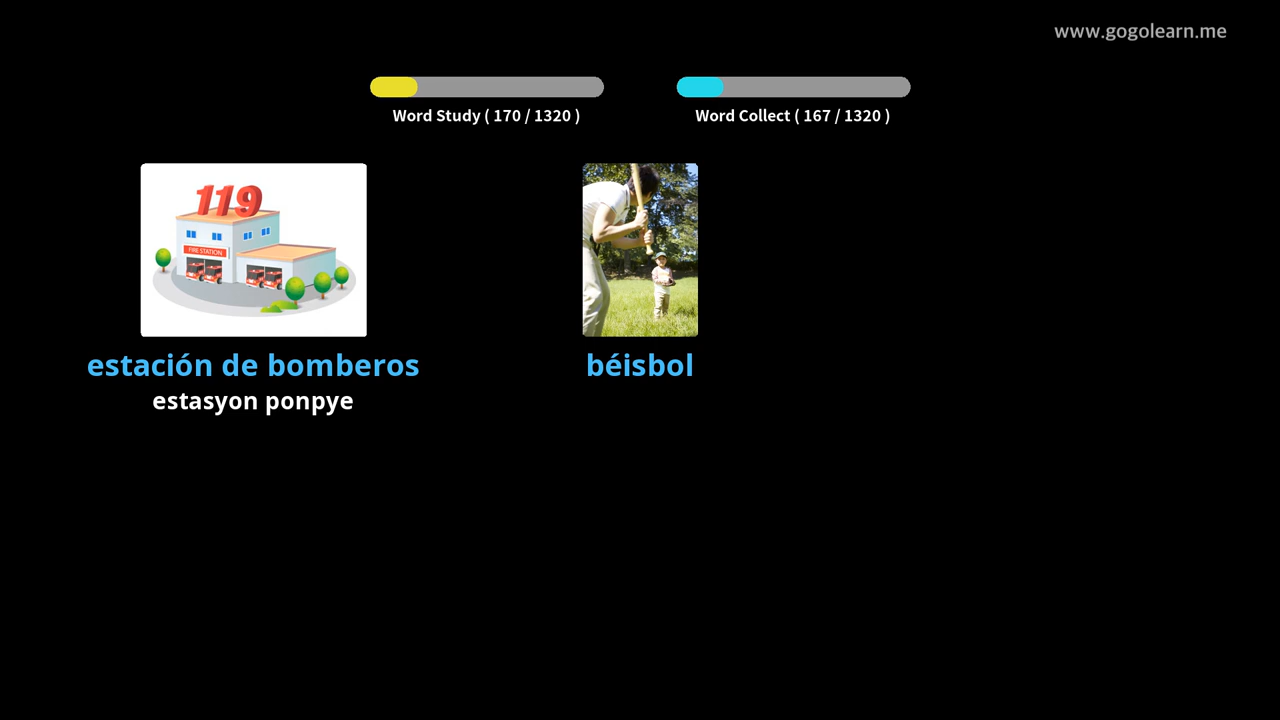 www.gogolearn.me
Word Study ( 170 / 1320 )
Word Collect ( 167 / 1320 )
119
FIRE STATION
estación de bomberos
estasyon ponpye
béisbol